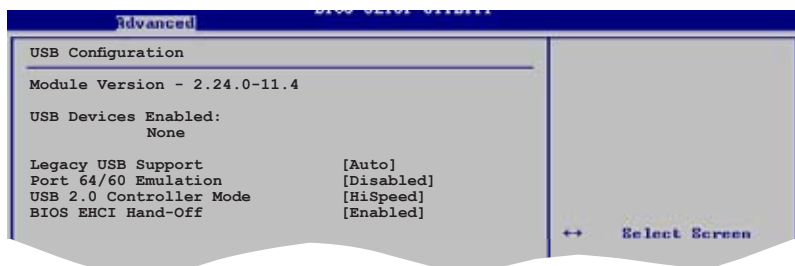 Advanced
USB Configuration
Module Version - 2.24.0-11.4
USB Devices Enabled:
None
Legacy USB Support [Auto]
Port 64/60 Emulation [Disabled]
USB 2.0 Controller Mode [HiSpeed]
BIOS EHCI Hand-Off [Enabled]
↔ Select Screen